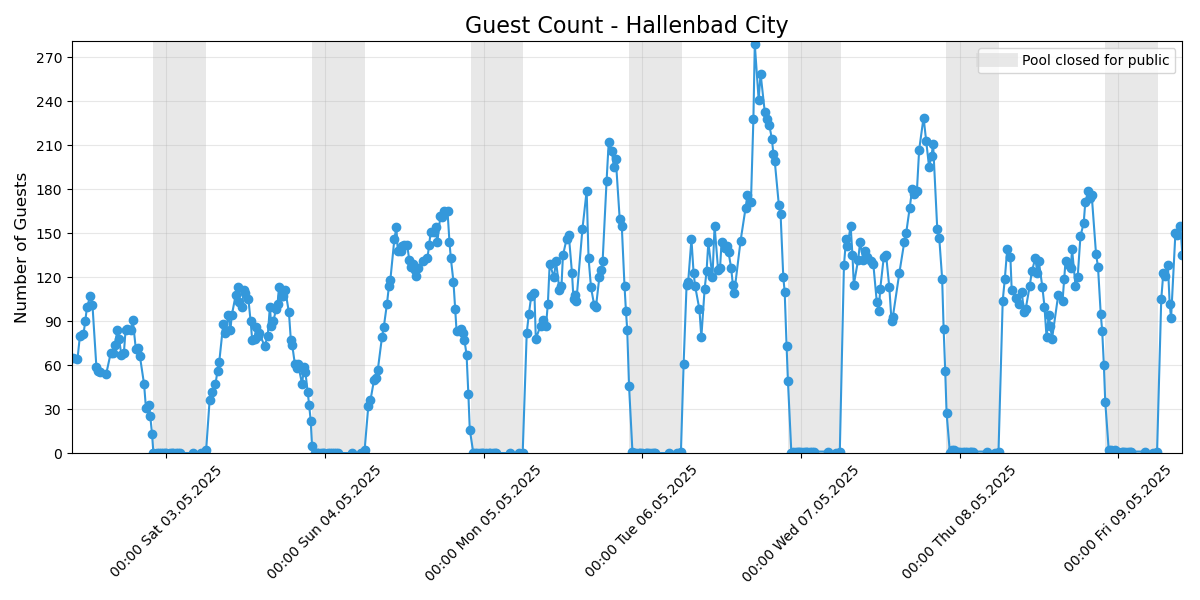 Guest Count - Hallenbad City
Pool closed for public
Number of Guests
270
240
210
180
150
120
90
60
30
0
00:00 Sat 03.05.2025
00:00 Sun 04.05.2025
00:00 Mon 05.05.2025
00:00 Tue 06.05.2025
00:00 Wed 07.05.2025
00:00 Thu 08.05.2025
00:00 Fri 09.05.2025